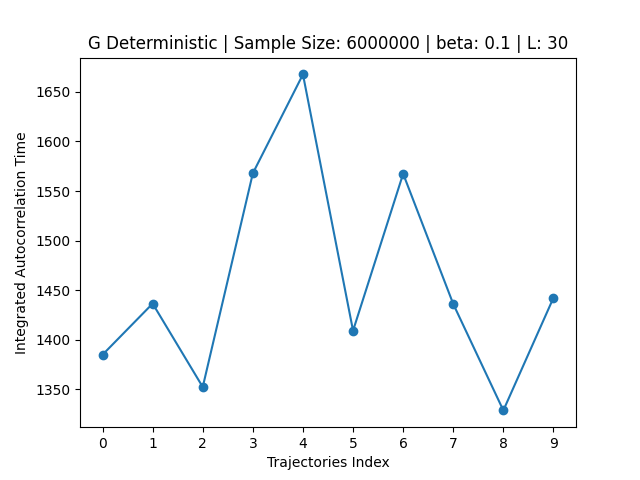 G Deterministic | Sample Size: 6000000 | beta: 0.1 | L: 30
Integrated Autocorrelation Time
1650
1600
1550
1500
1450
1400
1350
0 1 2 3 4 5 6 7 8 9
Trajectories Index